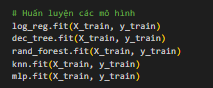 # Huấn luyện các mô hình
log_reg.fit(X_train, y_train)
dec_tree.fit(X_train, y_train)
rand_forest.fit(X_train, y_train)
knn.fit(X_train, y_train)
mlp.fit(X_train, y_train)